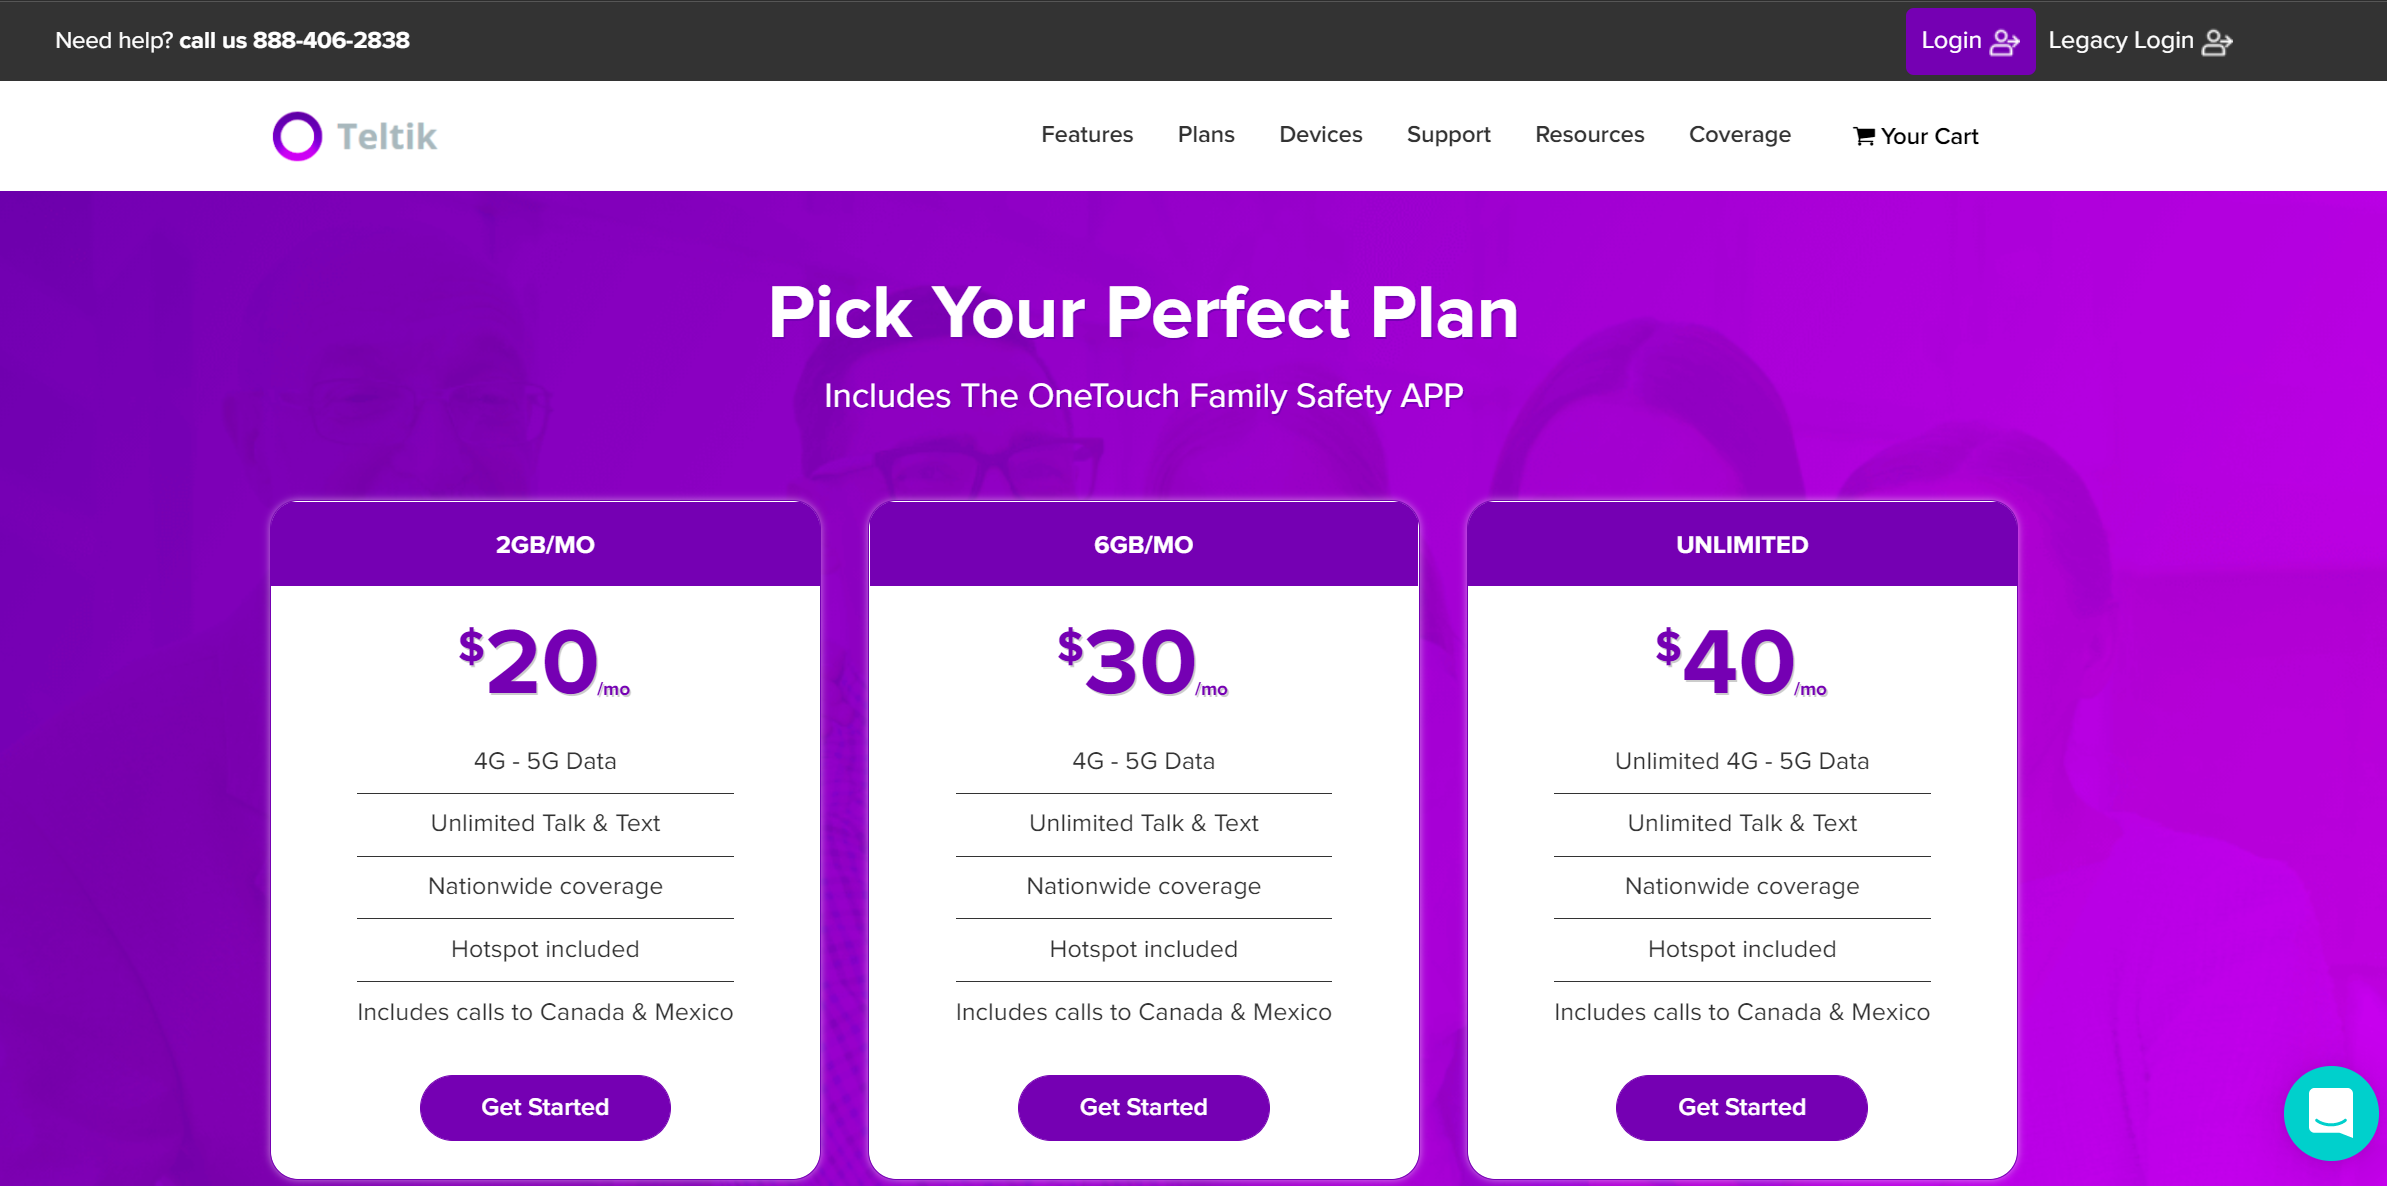 Need help? call us 888-406-2838
Login
Legacy Login
Teltik
Features
Plans
Devices
Support
Resources
Coverage
Your Cart
Pick Your Perfect Plan
Includes The OneTouch Family Safety APP
2GB/MO
$20/mo
4G - 5G Data
Unlimited Talk & Text
Nationwide coverage
Hotspot included
Includes calls to Canada & Mexico
Get Started
6GB/MO
$30/mo
4G - 5G Data
Unlimited Talk & Text
Nationwide coverage
Hotspot included
Includes calls to Canada & Mexico
Get Started
UNLIMITED
$40/mo
Unlimited 4G - 5G Data
Unlimited Talk & Text
Nationwide coverage
Hotspot included
Includes calls to Canada & Mexico
Get Started